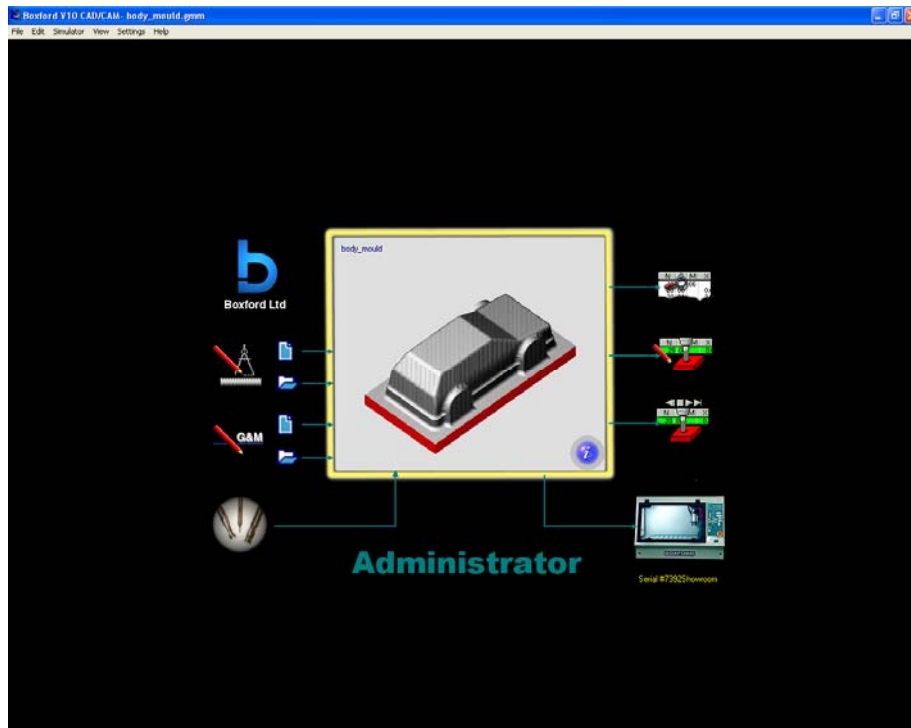 Boxford V10 CAD/CAM- body_mould.gmm
File Edit Simulator View Settings Help
body_mould
Boxford Ltd
N G M X
N M X
G&M
N M X
Administrator
Serial #7392Showroom